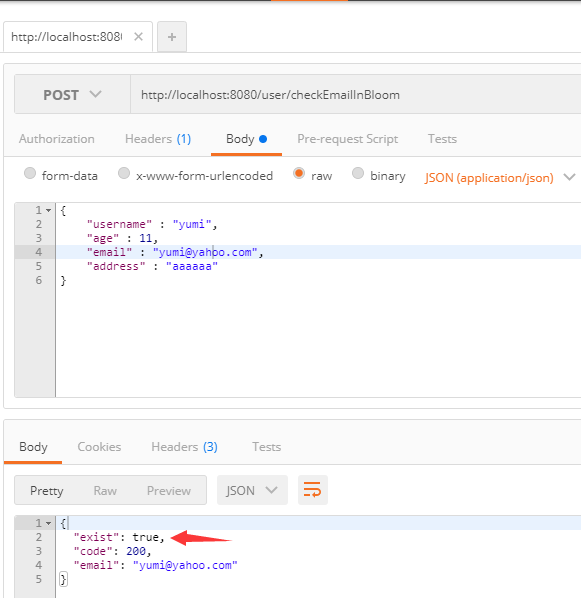 http://localhost:808
+
POST
http://localhost:8080/user/checkEmailInBloom
Authorization Headers (1) Body Pre-request Script Tests
form-data x-www-form-urlencoded raw binary JSON (application/json)
1 {
2 "username" : "yumi",
3 "age" : 11,
4 "email" : "yumi@yahoo.com",
5 "address" : "aaaaaa"
6 }
Body Cookies Headers (3) Tests
Pretty Raw Preview JSON
1 {
2 "exist": true,
3 "code": 200,
4 "email": "yumi@yahoo.com"
5 }